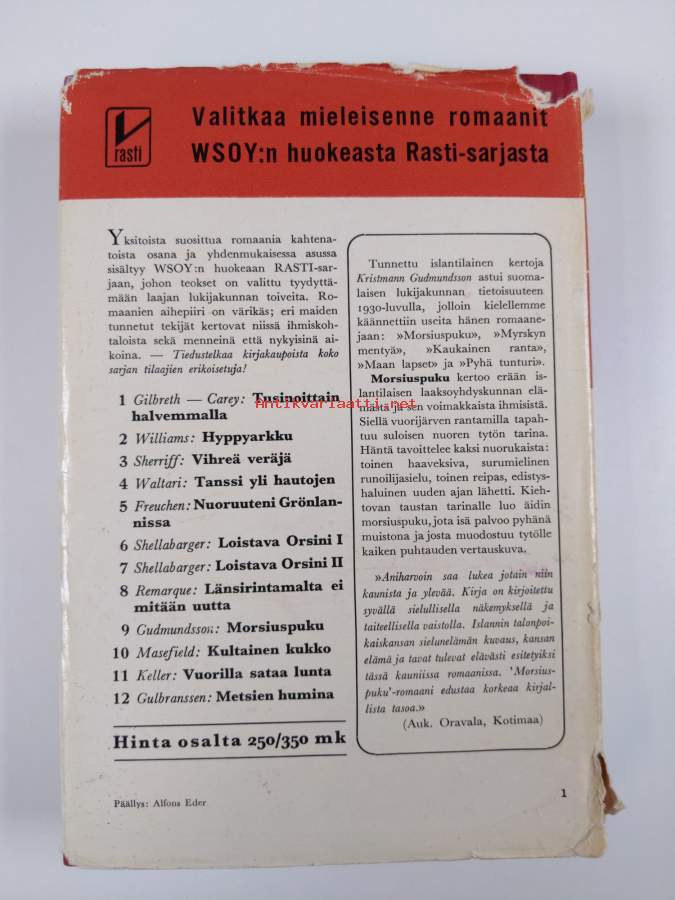 rasti
Valitkaa mieleisenne romaanit
WSOY:n huokeasta Rasti-sarjasta
Yksitoista suosittua romaania kahtena-
toista osana ja yhdenmukaisessa asussa
sisältyy WSOY:n huokeaan RASTI-sar-
jaan, johon teokset on valittu tyydyttä-
mään laajan lukijakunnan toiveita. Ro-
maanien aihepiiri on värikäs; eri maiden
tunnetut tekijät kertovat niissä ihmiskoh-
taloista sekä menneinä että nykyisinä ai-
koina. — Tiedustelkaa kirjakaupoista koko
sarjan tilaajien erikoisetuja!
1 Gilbreth — Carey: Tusinoittain
halvemmalla
2 Williams: Hyppyarkku
3 Sherriff: Vihreä veräjä
4 Waltari: Tanssi yli hautojen
5 Freuchen: Nuoruuteni Grönlan-
nissa
6 Shellabarger: Loistava Orsini I
7 Shellabarger: Loistava Orsini II
8 Remarque: Länsirintamalta ei
mitään uutta
9 Gudmundsson: Morsiuspuku
10 Masefield: Kultainen kukko
11 Keller: Vuorilla sataa lunta
12 Gulbranssen: Metsien humina
Hinta osalta 250/350 mk
Päällys: Alfons Eder
Tunnettu islantilainen kertoja
Kristmann Gudmundsson astui suoma-
laisen lukijakunnan tietoisuuteen
1930-luvulla, jolloin kielellemme
käännettiin useita hänen romaane-
jaan: »Morsiuspuku», »Myrskyn
mentyä», »Kaukainen ranta»,
»Maan lapset» ja »Pyhä tunturi».
Morsiuspuku kertoo erään is-
lantilaisen laaksoyhdyskunnan elä-
mästä ja sen voimakkaista ihmisistä.
Siellä vuorijärven rantamilla tapah-
tuu suloisen nuoren tytön tarina.
Häntä tavoittelee kaksi nuorukaista:
toinen haaveksiva, surumielinen
runoilijasielu, toinen reipas, edistys-
haluinen uuden ajan lähetti. Kieh-
tovan taustan tarinalle luo äidin
morsiuspuku, jota isä palvoo pyhänä
muistona ja josta muodostuu tytölle
kaiken puhtauden vertauskuva.
»Aniharvoin saa lukea jotain niin
kaunista ja ylevää. Kirja on kirjoitettu
syvällä sielullisella näkemyksellä ja
taiteellisella vaistolla. Islannin talonpoi-
kaiskansan sielunelämän kuvaus, kansan
elämä ja tavat tulevat elävästi esitetyiksi
tässä kauniissa romaanissa. 'Morsius-
puku'-romaani edustaa korkeaa kirjal-
lista tasoa.»
(Auk. Oravala, Kotimaa)
1
Antikvariaatti.net